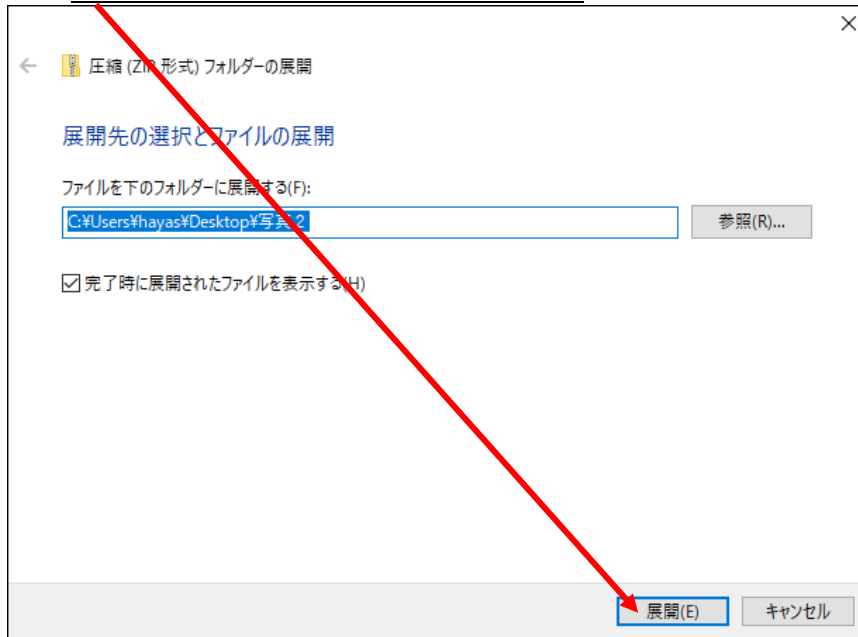 圧縮 (ZIP 形式) フォルダーの展開
展開先の選択とファイルの展開
ファイルを下のフォルダーに展開する(F):
C:¥Users¥hayas¥Desktop¥写真２
参照(R)...
完了時に展開されたファイルを表示する(H)
展開(E)
キャンセル